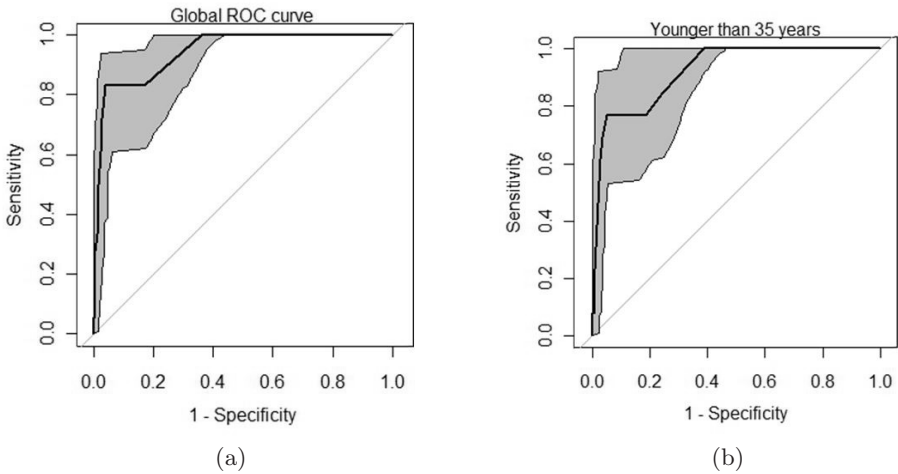 Global ROC curve
Sensitivity
1.0
0.8
0.6
0.4
0.2
0.0
0.0 0.2 0.4 0.6 0.8 1.0
1 - Specificity
(a)
Younger than 35 years
Sensitivity
1.0
0.8
0.6
0.4
0.2
0.0
0.0 0.2 0.4 0.6 0.8 1.0
1 - Specificity
(b)